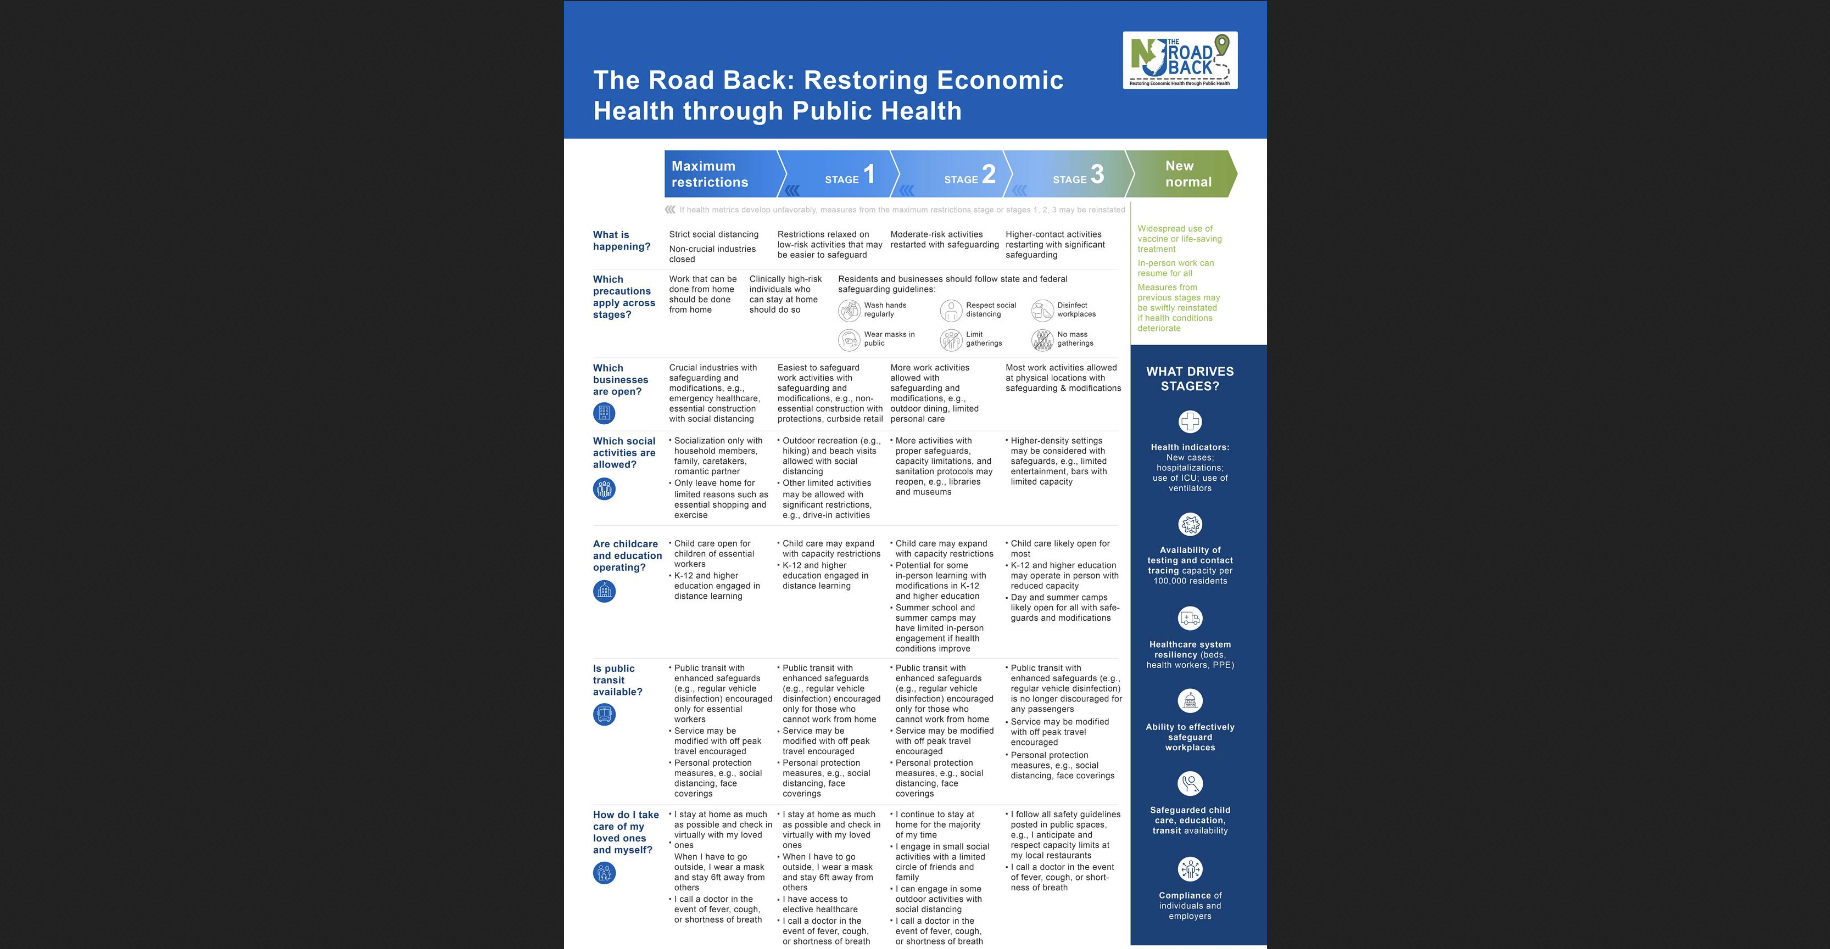 The Road Back: Restoring Economic
Health through Public Health
NJ THE
ROAD
BACK
Restoring Economic Health through Public Health
Maximum
restrictions
STAGE 1
STAGE 2
STAGE 3
New
normal
If health metrics develop unfavorably, measures from the maximum restrictions stage or stages 1, 2, 3 may be reinstated
What is
happening?
Strict social distancing
Non-crucial industries
closed
Restrictions relaxed on
low-risk activities that may
be easier to safeguard
Moderate-risk activities
restarted with safeguarding
Higher-contact activities
restarting with significant
safeguarding
Widespread use of
vaccine or life-saving
treatment
In-person work can
resume for all
Measures from
previous stages may
be swiftly reinstated
if health conditions
deteriorate
Which
precautions
apply across
stages?
Work that can be
done from home
should be done
from home
Clinically high-risk
individuals who
can stay at home
should do so
Residents and businesses should follow state and federal
safeguarding guidelines:
Wash hands
regularly
Respect social
distancing
Disinfect
workplaces
Wear masks in
public
Limit
gatherings
No mass
gatherings
Which
businesses
are open?
Crucial industries with
safeguarding and
modifications, e.g.,
emergency healthcare,
essential construction
with social distancing
Easiest to safeguard
work activities with
safeguarding and
modifications, e.g., non-
essential construction with
protections, curbside retail
More work activities
allowed with
safeguarding and
modifications, e.g.,
outdoor dining, limited
personal care
Most work activities allowed
at physical locations with
safeguarding & modifications
Which social
activities are
allowed?
• Socialization only with
household members,
family, caretakers,
romantic partner
• Only leave home for
limited reasons such as
essential shopping and
exercise
• Outdoor recreation (e.g.,
hiking) and beach visits
allowed with social
distancing
• Other limited activities
may be allowed with
significant restrictions,
e.g., drive-in activities
• More activities with
proper safeguards,
capacity limitations, and
sanitation protocols may
reopen, e.g., libraries
and museums
• Higher-density settings
may be considered with
safeguards, e.g., limited
entertainment, bars with
limited capacity
Are childcare
and education
operating?
• Child care open for
children of essential
workers
• K-12 and higher
education engaged in
distance learning
• Child care may expand
with capacity restrictions
• K-12 and higher
education engaged in
distance learning
• Child care may expand
with capacity restrictions
• Potential for some
in-person learning with
modifications in K-12
and higher education
• Summer school and
summer camps may
have limited in-person
engagement if health
conditions improve
• Child care likely open for
most
• K-12 and higher education
may operate in person with
reduced capacity
• Day and summer camps
likely open for all with safe-
guards and modifications
Is public
transit
available?
• Public transit with
enhanced safeguards
(e.g., regular vehicle
disinfection) encouraged
only for essential
workers
• Service may be
modified with off peak
travel encouraged
• Personal protection
measures, e.g., social
distancing, face
coverings
• Public transit with
enhanced safeguards
(e.g., regular vehicle
disinfection) encouraged
only for those who
cannot work from home
• Service may be
modified with off peak
travel encouraged
• Personal protection
measures, e.g., social
distancing, face
coverings
• Public transit with
enhanced safeguards
(e.g., regular vehicle
disinfection) encouraged
only for those who
cannot work from home
• Service may be modified
with off peak travel
encouraged
• Personal protection
measures, e.g., social
distancing, face
coverings
• Public transit with
enhanced safeguards (e.g.,
regular vehicle disinfection)
is no longer discouraged for
any passengers
• Service may be modified
with off peak travel
encouraged
• Personal protection
measures, e.g., social
distancing, face coverings
How do I take
care of my
loved ones
and myself?
• I stay at home as much
as possible and check in
virtually with my loved
• ones
When I have to go
outside, I wear a mask
and stay 6ft away from
others
• I call a doctor in the
event of fever, cough,
or shortness of breath
• I stay at home as much
as possible and check in
virtually with my loved
ones
• When I have to go
outside, I wear a mask
and stay 6ft away from
others
• I have access to
elective healthcare
• I call a doctor in the
event of fever, cough,
or shortness of breath
• I continue to stay at
home for the majority
of my time
• I engage in small social
activities with a limited
circle of friends and
family
• I can engage in some
outdoor activities with
social distancing
• I call a doctor in the
event of fever, cough,
or shortness of breath
• I follow all safety guidelines
posted in public spaces,
e.g., I anticipate and
respect capacity limits at
my local restaurants
• I call a doctor in the event
of fever, cough, or short-
ness of breath
WHAT DRIVES
STAGES?
Health indicators:
New cases;
hospitalizations;
use of ICU; use of
ventilators
Availability of
testing and contact
tracing capacity per
100,000 residents
Healthcare system
resiliency (beds,
health workers, PPE)
Ability to effectively
safeguard
workplaces
Safeguarded child
care, education,
transit availability
Compliance of
individuals and
employers